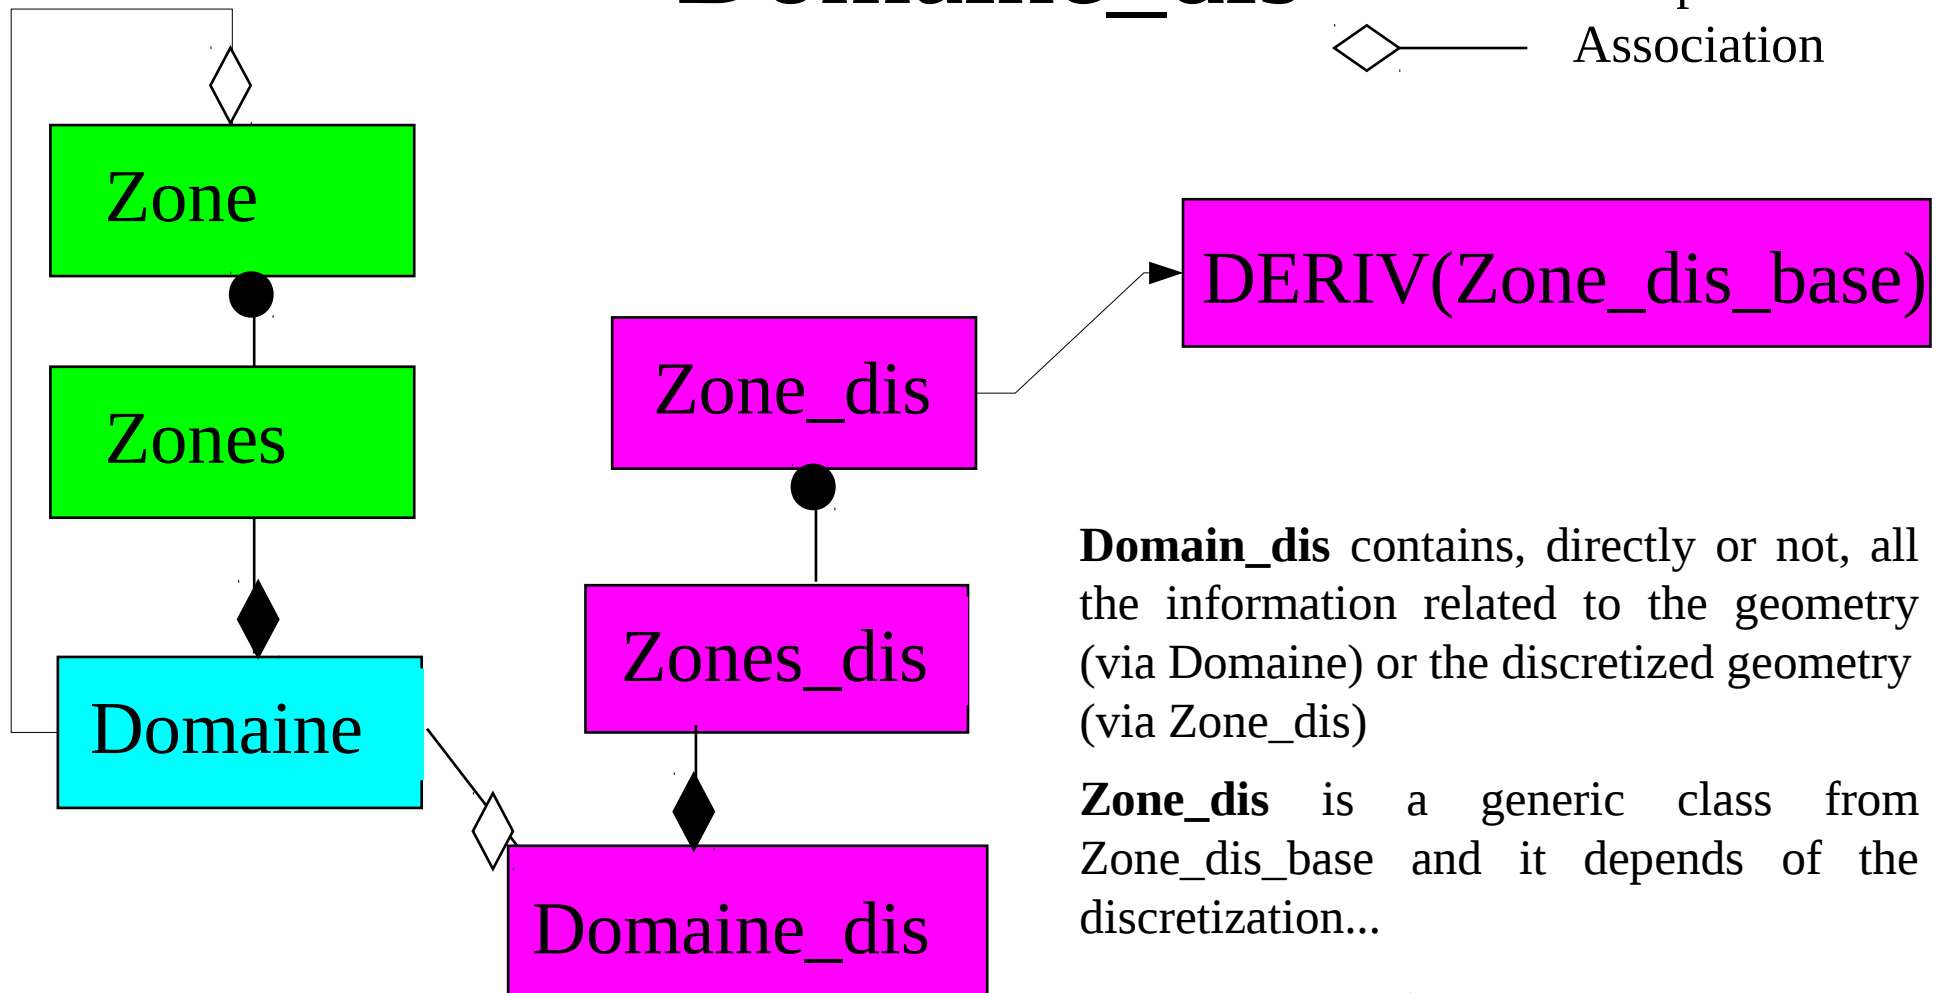 Domaine_dis
Association
Zone
DERIV(Zone_dis_base)
Zone_dis
Zones
Domain_dis contains, directly or not, all
the information related to the geometry
(via Domaine) or the discretized geometry
(via Zone_dis)
Zones_dis
Domaine
Zone_dis is a generic class from
Zone_dis_base and it depends of the
discretization...
Domaine_dis